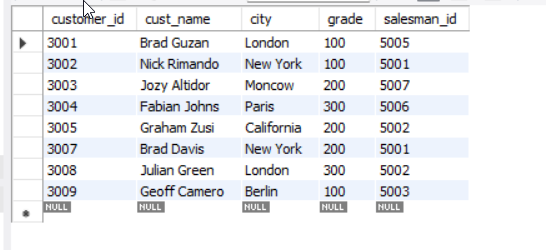 customer_id cust_name city grade salesman_id
3001 Brad Guzan London 100 5005
3002 Nick Rimando New York 100 5001
3003 Jozy Altidor Moncow 200 5007
3004 Fabian Johns Paris 300 5006
3005 Graham Zusi California 200 5002
3007 Brad Davis New York 200 5001
3008 Julian Green London 300 5002
3009 Geoff Camero Berlin 100 5003
NULL NULL NULL NULL NULL